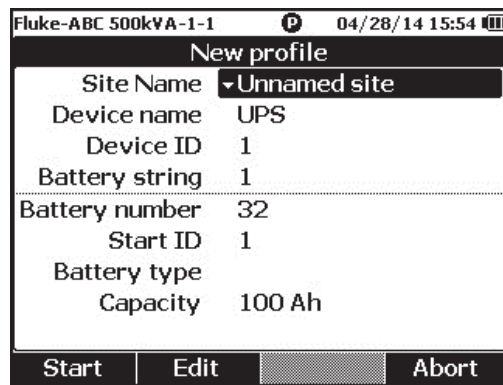 Fluke-ABC 500kVA-1-1 P 04/28/14 15:54
New profile
Site Name Unnamed site
Device name UPS
Device ID 1
Battery string 1
Battery number 32
Start ID 1
Battery type
Capacity 100 Ah
Start Edit Abort